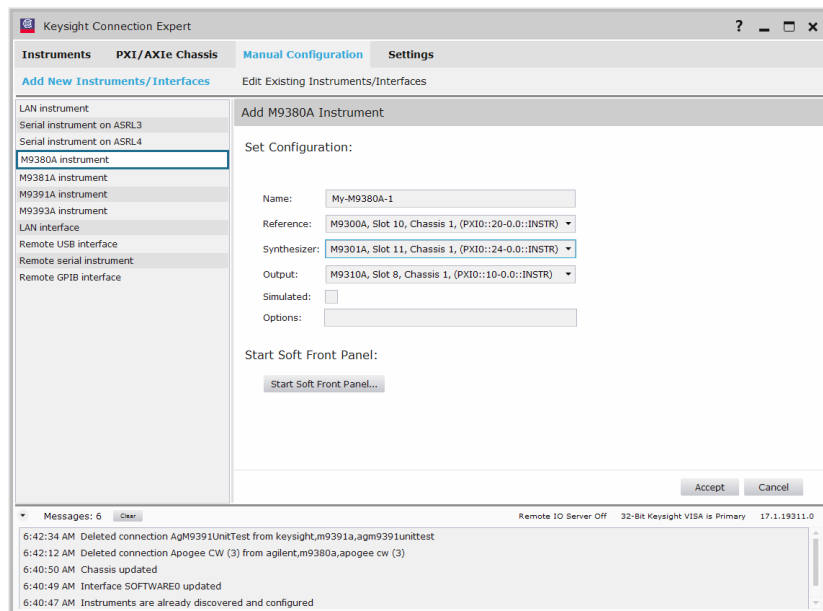 Keysight Connection Expert
Instruments PXI/AXIe Chassis Manual Configuration Settings
Add New Instruments/Interfaces Edit Existing Instruments/Interfaces
LAN instrument
Serial instrument on ASRL3
Serial instrument on ASRL4
M9380A instrument
M9381A instrument
M9391A instrument
M9393A instrument
LAN interface
Remote USB interface
Remote serial instrument
Remote GPIB interface
Add M9380A Instrument
Set Configuration:
Name: My-M9380A-1
Reference: M9300A, Slot 10, Chassis 1, (PXI0::20-0.0::INSTR)
Synthesizer: M9301A, Slot 11, Chassis 1, (PXI0::24-0.0::INSTR)
Output: M9310A, Slot 8, Chassis 1, (PXI0::10-0.0::INSTR)
Simulated:
Options:
Start Soft Front Panel:
Start Soft Front Panel...
Accept Cancel
Messages: 6 Clear Remote IO Server Off 32-Bit Keysight VISA is Primary 17.1.19311.0
6:42:34 AM Deleted connection AgM9391UnitTest from keysight,m9391a,agm9391unittest
6:42:12 AM Deleted connection Apogee CW (3) from agilent,m9380a,apogee cw (3)
6:40:50 AM Chassis updated
6:40:49 AM Interface SOFTWARE0 updated
6:40:47 AM Instruments are already discovered and configured